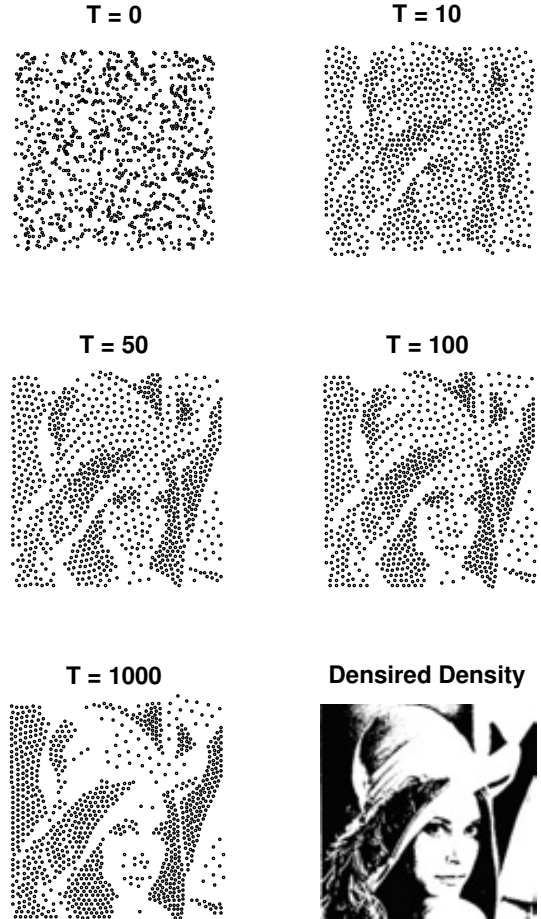 T = 0
T = 10
T = 50
T = 100
T = 1000
Densired Density